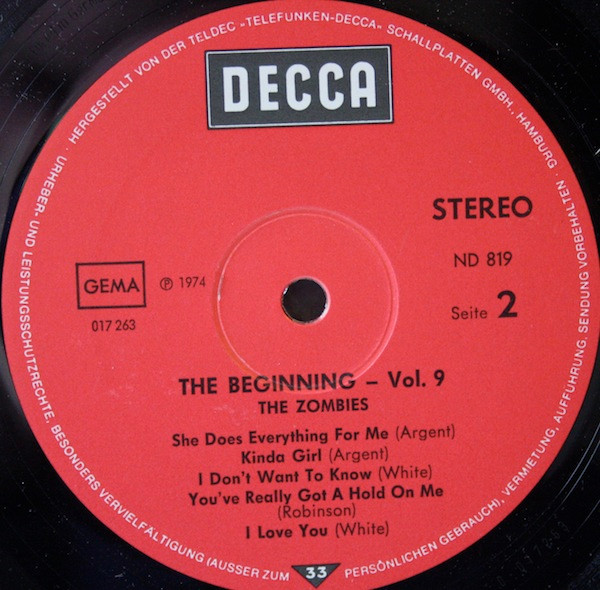 HERGESTELLT VON DER TELDEC »TELEFUNKEN-DECCA« SCHALLPLATTEN GMBH., HAMBURG · URHEBER- UND LEISTUNGSSCHUTZRECHTE, BESONDERS VERVIELFÄLTIGUNG (AUSSER ZUM PERSÖNLICHEN GEBRAUCH), VERMIETUNG, AUFFÜHRUNG, SENDUNG VORBEHALTEN ·
DECCA
STEREO
ND 819
GEMA
℗ 1974
Seite 2
017 263
THE BEGINNING – Vol. 9
THE ZOMBIES
She Does Everything For Me (Argent)
Kinda Girl (Argent)
I Don't Want To Know (White)
You've Really Got A Hold On Me
(Robinson)
I Love You (White)
33